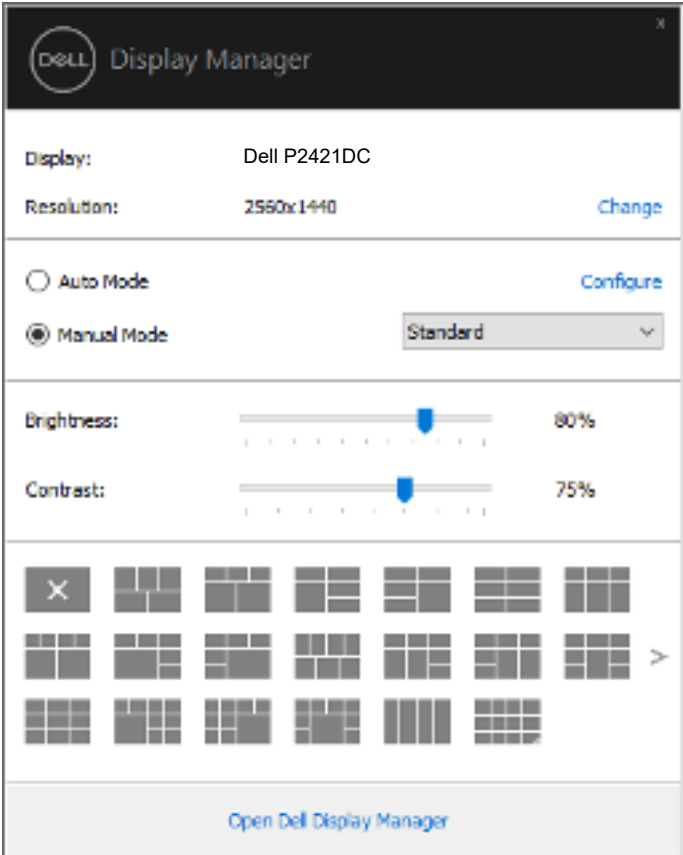 x
DELL Display Manager
Display: Dell P2421DC
Resolution: 2560x1440 Change
Auto Mode Configure
Manual Mode Standard
Brightness: 80%
Contrast: 75%
>
Open Dell Display Manager